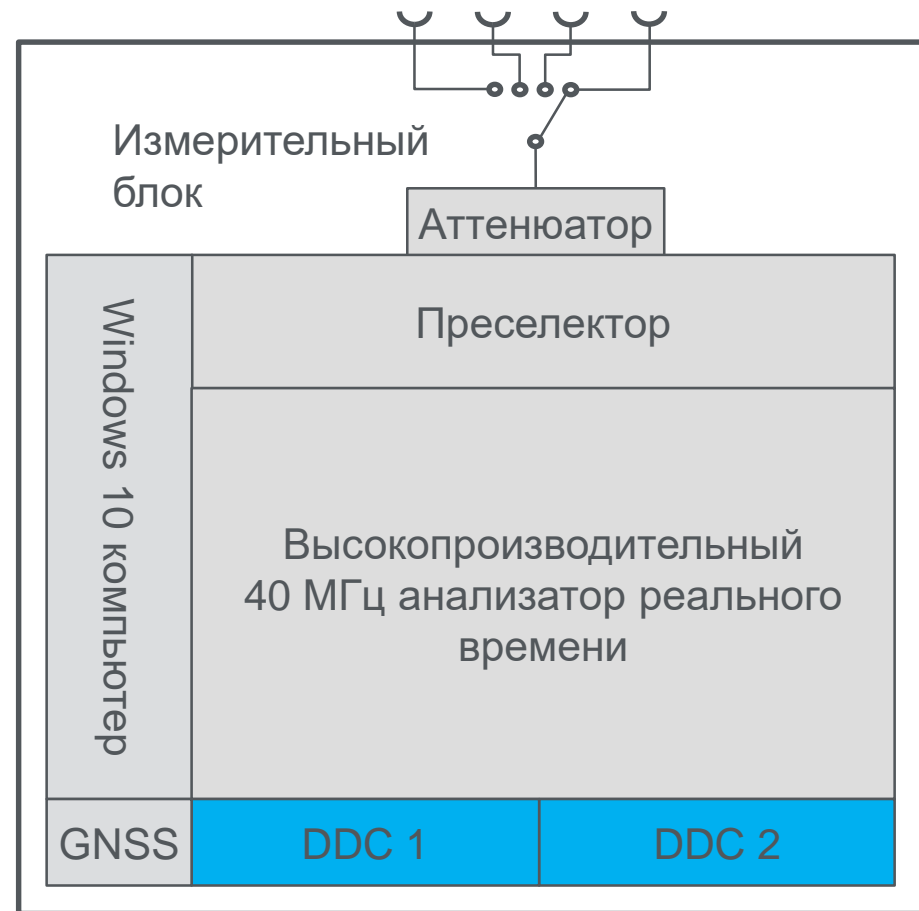 Измерительный
блок
Аттенюатор
Windows 10 компьютер
Преселектор
Высокопроизводительный
40 МГц анализатор реального
времени
GNSS
DDC 1
DDC 2